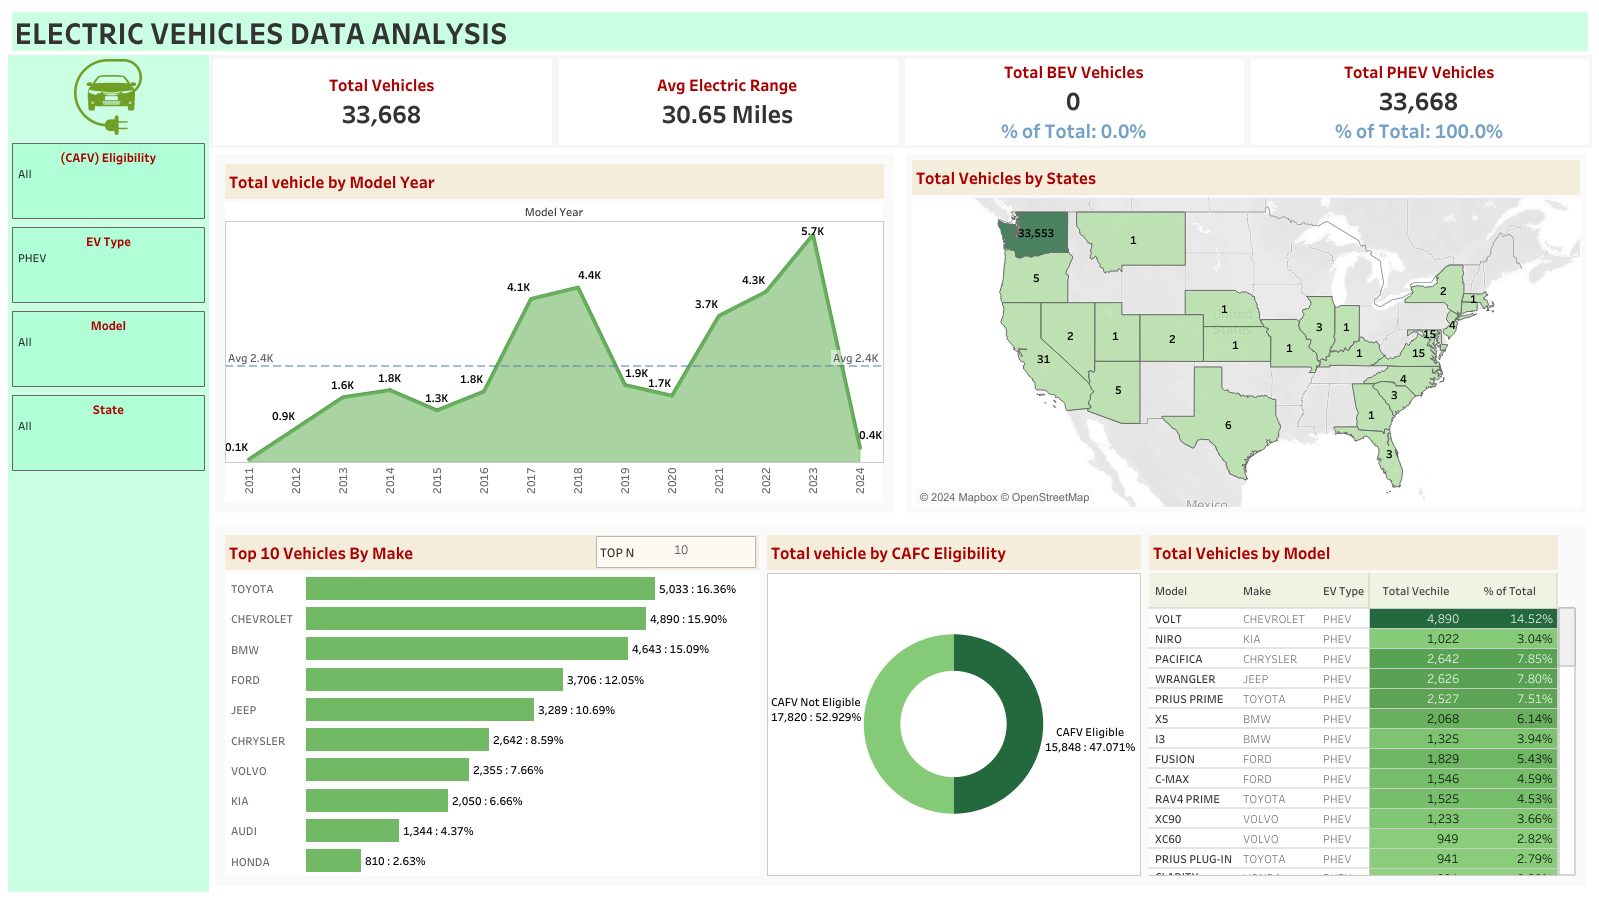 ELECTRIC VEHICLES DATA ANALYSIS
Total Vehicles
33,668
Avg Electric Range
30.65 Miles
Total BEV Vehicles
0
% of Total: 0.0%
Total PHEV Vehicles
33,668
% of Total: 100.0%
(CAFV) Eligibility
All
EV Type
PHEV
Model
All
State
All
Total vehicle by Model Year
Model Year
5.7K
4.4K
4.1K
4.3K
3.7K
Avg 2.4K
Avg 2.4K
1.6K
1.8K
1.3K
1.8K
1.9K
1.7K
0.9K
0.1K
0.4K
2011
2012
2013
2014
2015
2016
2017
2018
2019
2020
2021
2022
2023
2024
Total Vehicles by States
33,553
1
5
2
1
1
United
States
2
1
3
1
4
15
31
2
1
1
1
1
15
5
4
3
1
6
3
© 2024 Mapbox © OpenStreetMap
Mexico
Top 10 Vehicles By Make
TOP N 10
TOYOTA 5,033 : 16.36%
CHEVROLET 4,890 : 15.90%
BMW 4,643 : 15.09%
FORD 3,706 : 12.05%
JEEP 3,289 : 10.69%
CHRYSLER 2,642 : 8.59%
VOLVO 2,355 : 7.66%
KIA 2,050 : 6.66%
AUDI 1,344 : 4.37%
HONDA 810 : 2.63%
Total vehicle by CAFC Eligibility
CAFV Not Eligible
17,820 : 52.929%
CAFV Eligible
15,848 : 47.071%
Total Vehicles by Model
Model Make EV Type Total Vechile % of Total
VOLT CHEVROLET PHEV 4,890 14.52%
NIRO KIA PHEV 1,022 3.04%
PACIFICA CHRYSLER PHEV 2,642 7.85%
WRANGLER JEEP PHEV 2,626 7.80%
PRIUS PRIME TOYOTA PHEV 2,527 7.51%
X5 BMW PHEV 2,068 6.14%
I3 BMW PHEV 1,325 3.94%
FUSION FORD PHEV 1,829 5.43%
C-MAX FORD PHEV 1,546 4.59%
RAV4 PRIME TOYOTA PHEV 1,525 4.53%
XC90 VOLVO PHEV 1,233 3.66%
XC60 VOLVO PHEV 949 2.82%
PRIUS PLUG-IN TOYOTA PHEV 941 2.79%